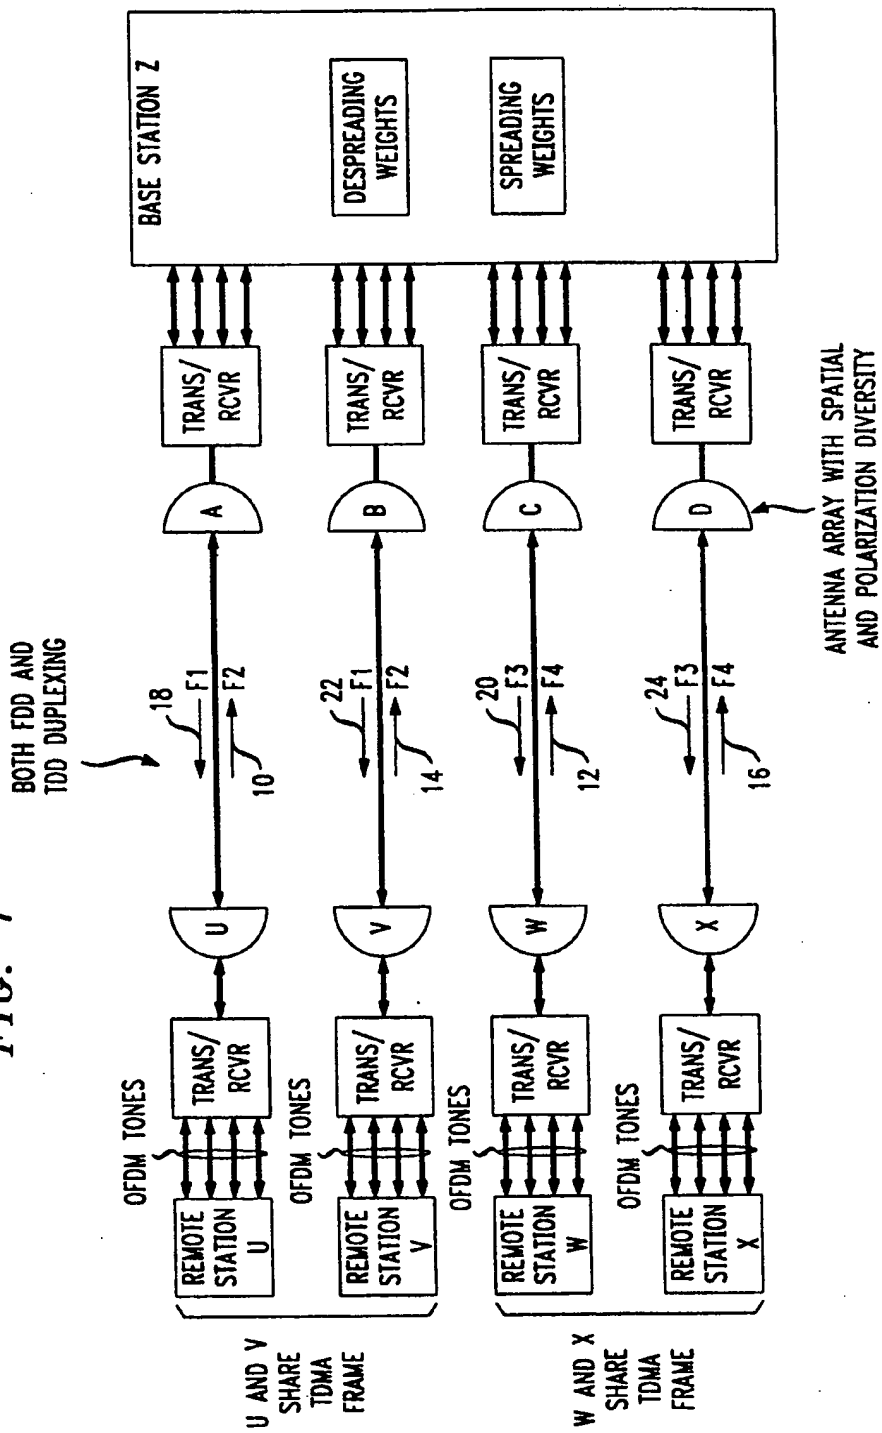 FIG.
BOTH FDD AND
TDD DUPLEXING
U AND V
SHARE
TDMA
FRAME
OFDM TONES
REMOTE
STATION
U
TRANS/
RCVR
U
18
F1
F2
10
A
TRANS/
RCVR
BASE STATION Z
OFDM TONES
REMOTE
STATION
V
TRANS/
RCVR
V
22
F1
F2
14
B
TRANS/
RCVR
DESPREADING
WEIGHTS
W AND X
SHARE
TDMA
FRAME
OFDM TONES
REMOTE
STATION
W
TRANS/
RCVR
W
20
F3
F4
12
C
TRANS/
RCVR
SPREADING
WEIGHTS
OFDM TONES
REMOTE
STATION
X
TRANS/
RCVR
X
24
F3
F4
16
D
TRANS/
RCVR
ANTENNA ARRAY WITH SPATIAL
AND POLARIZATION DIVERSITY